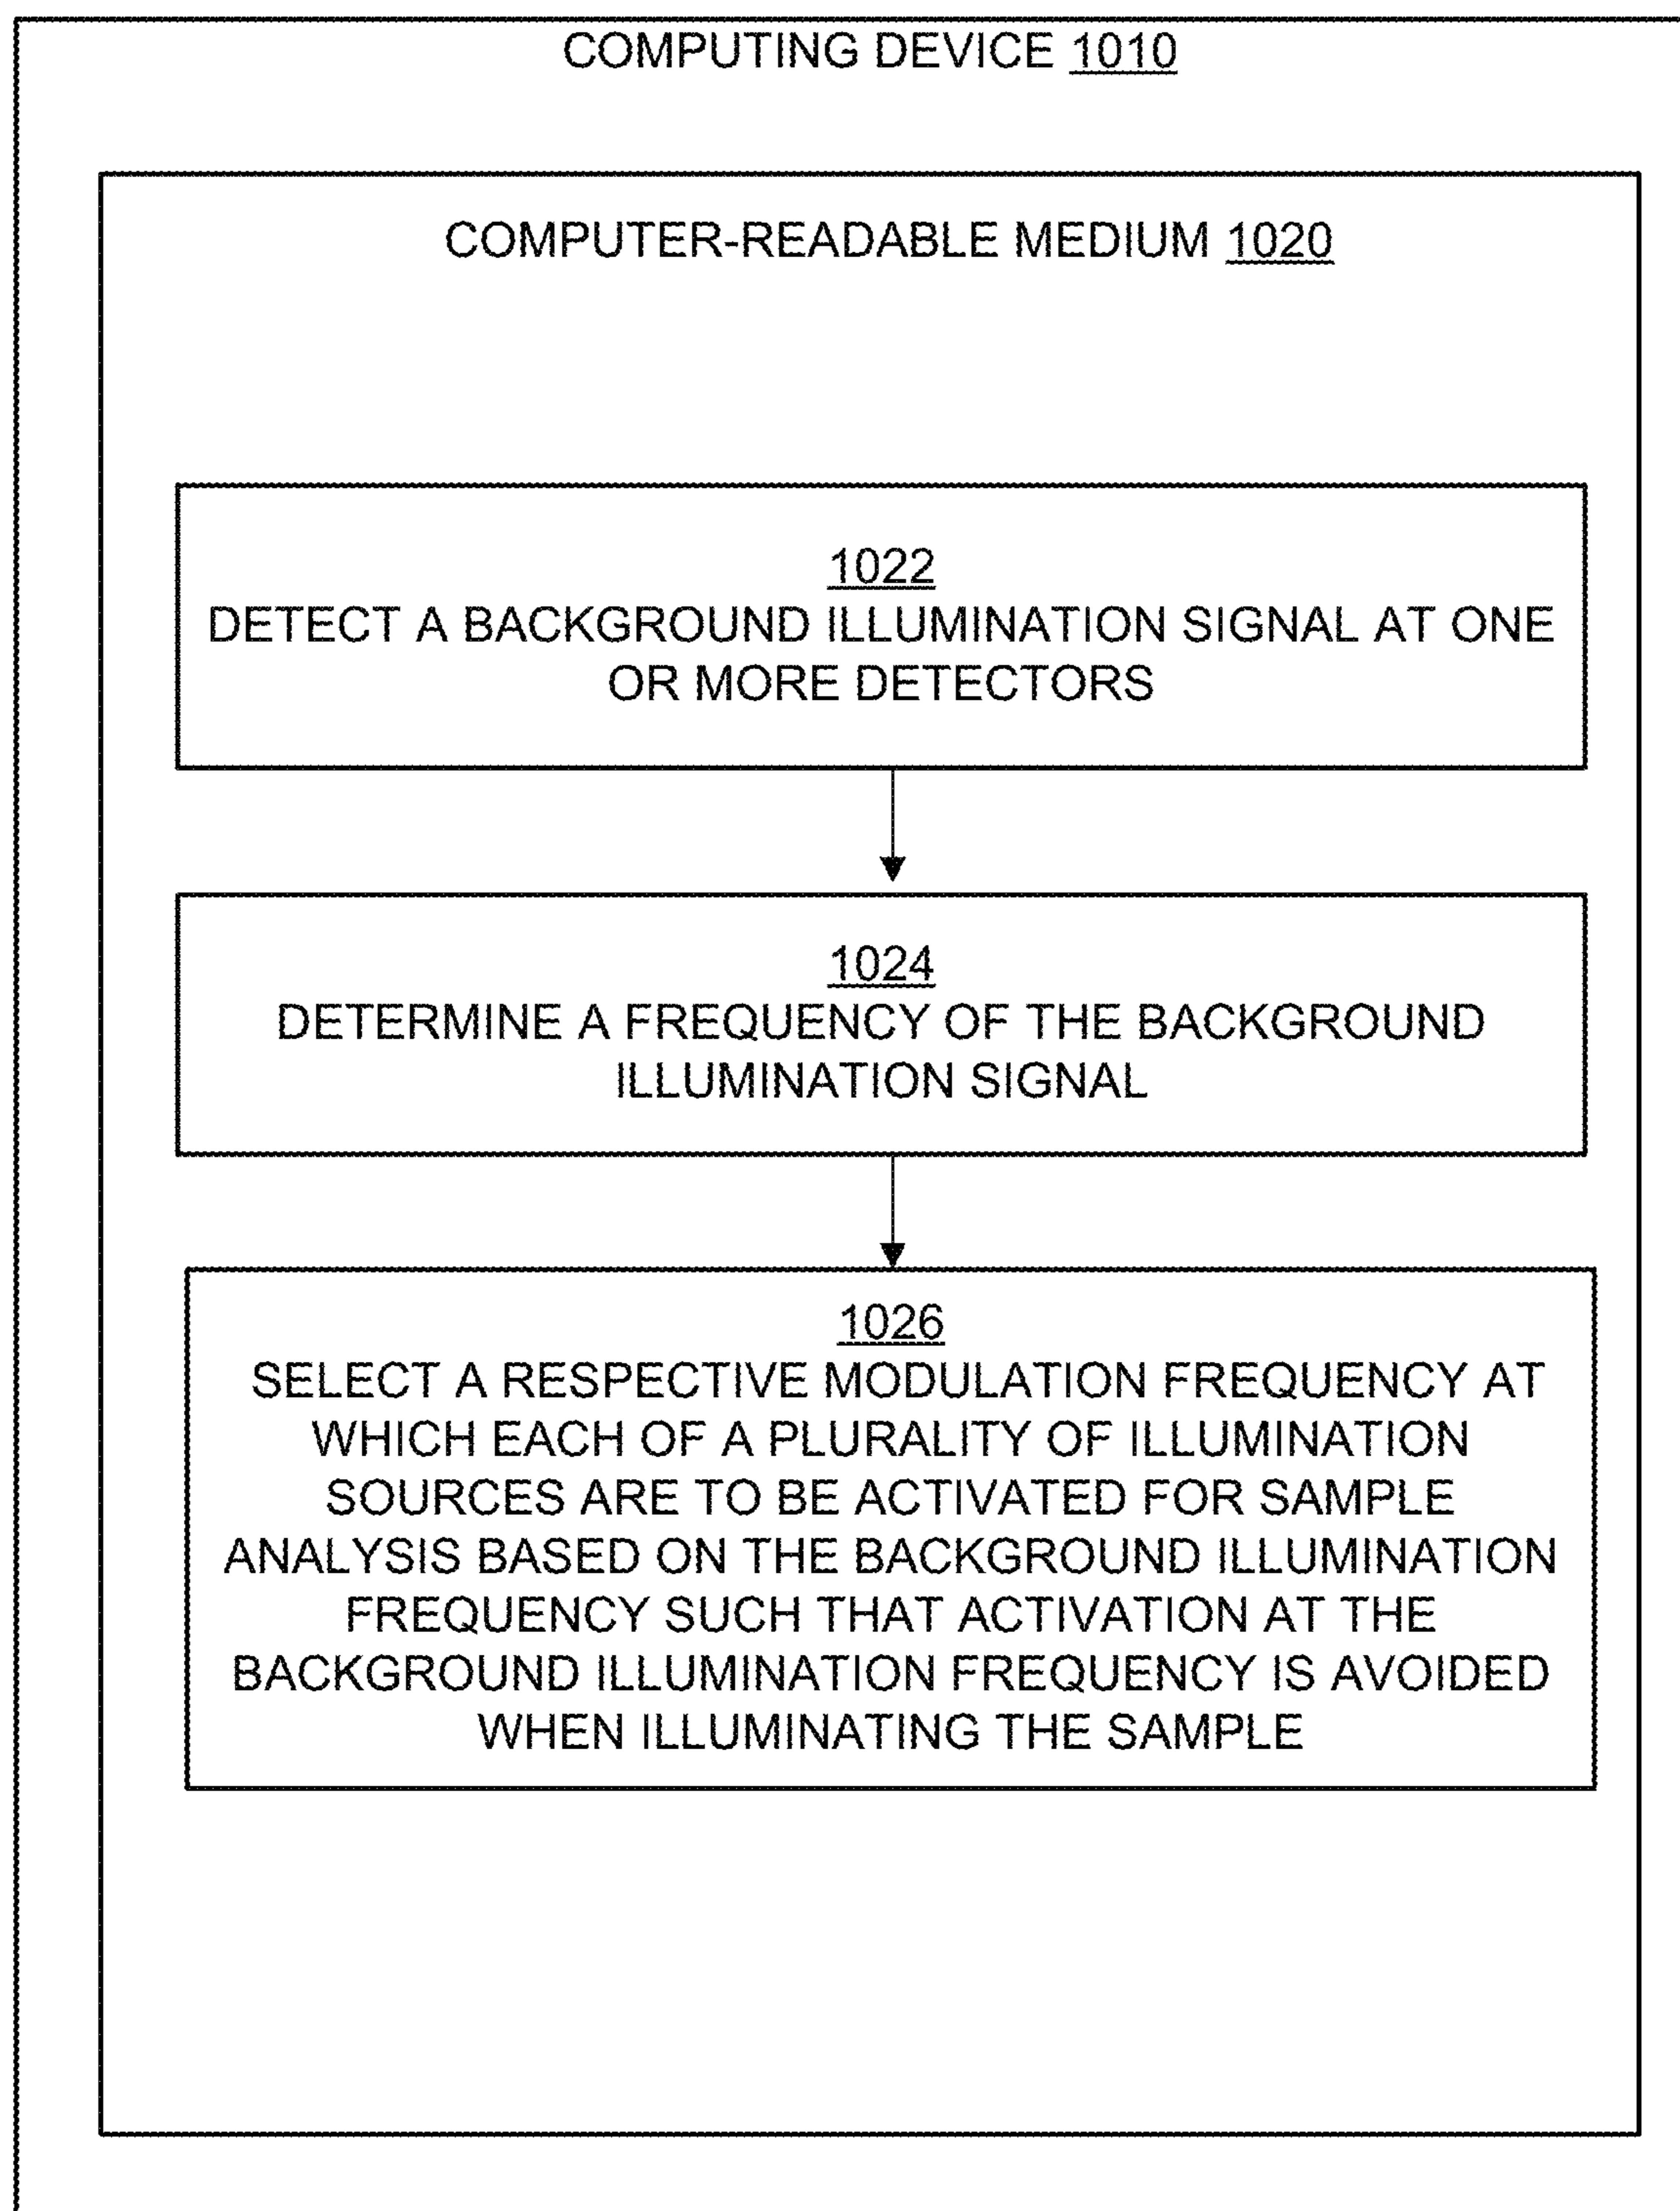 COMPUTING DEVICE 1010
COMPUTER-READABLE MEDIUM 1020
1022
DETECT A BACKGROUND ILLUMINATION SIGNAL AT ONE
OR MORE DETECTORS
1024
DETERMINE A FREQUENCY OF THE BACKGROUND
ILLUMINATION SIGNAL
1026
SELECT A RESPECTIVE MODULATION FREQUENCY AT
WHICH EACH OF A PLURALITY OF ILLUMINATION
SOURCES ARE TO BE ACTIVATED FOR SAMPLE
ANALYSIS BASED ON THE BACKGROUND ILLUMINATION
FREQUENCY SUCH THAT ACTIVATION AT THE
BACKGROUND ILLUMINATION FREQUENCY IS AVOIDED
WHEN ILLUMINATING THE SAMPLE